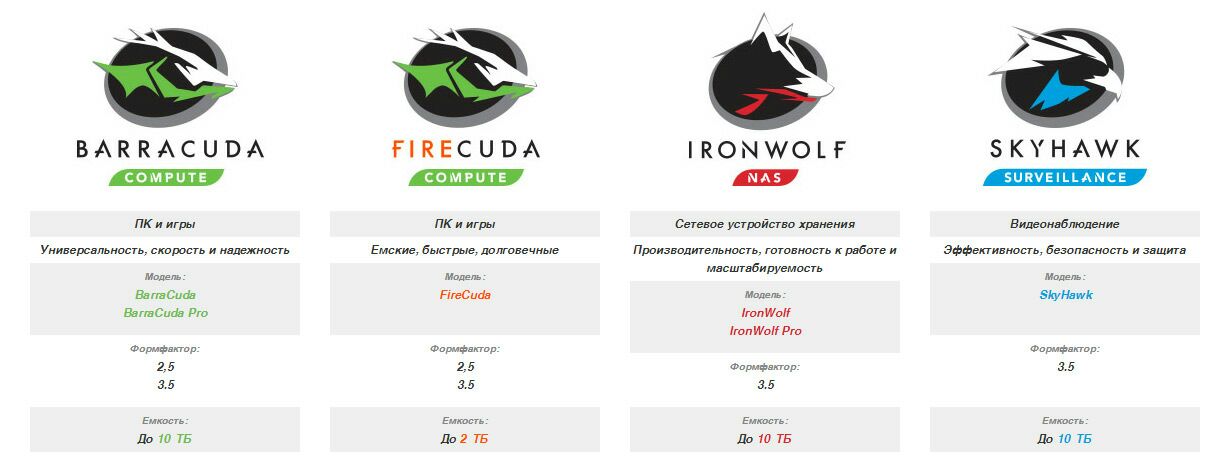 BARRACUDA
COMPUTE
ПК и игры
Универсальность, скорость и надежность
Модель:
BarraCuda
BarraCuda Pro
Формфактор:
2,5
3.5
Емкость:
До 10 ТБ
FIRECUDA
COMPUTE
ПК и игры
Емские, быстрые, долговечные
Модель:
FireCuda
Формфактор:
2,5
3.5
Емкость:
До 2 ТБ
IRONWOLF
NAS
Сетевое устройство хранения
Производительность, готовность к работе и
масштабируемость
Модель:
IronWolf
IronWolf Pro
Формфактор:
3.5
Емкость:
До 10 ТБ
SKYHAWK
SURVEILLANCE
Видеонаблюдение
Эффективность, безопасность и защита
Модель:
SkyHawk
Формфактор:
3.5
Емкость:
До 10 ТБ